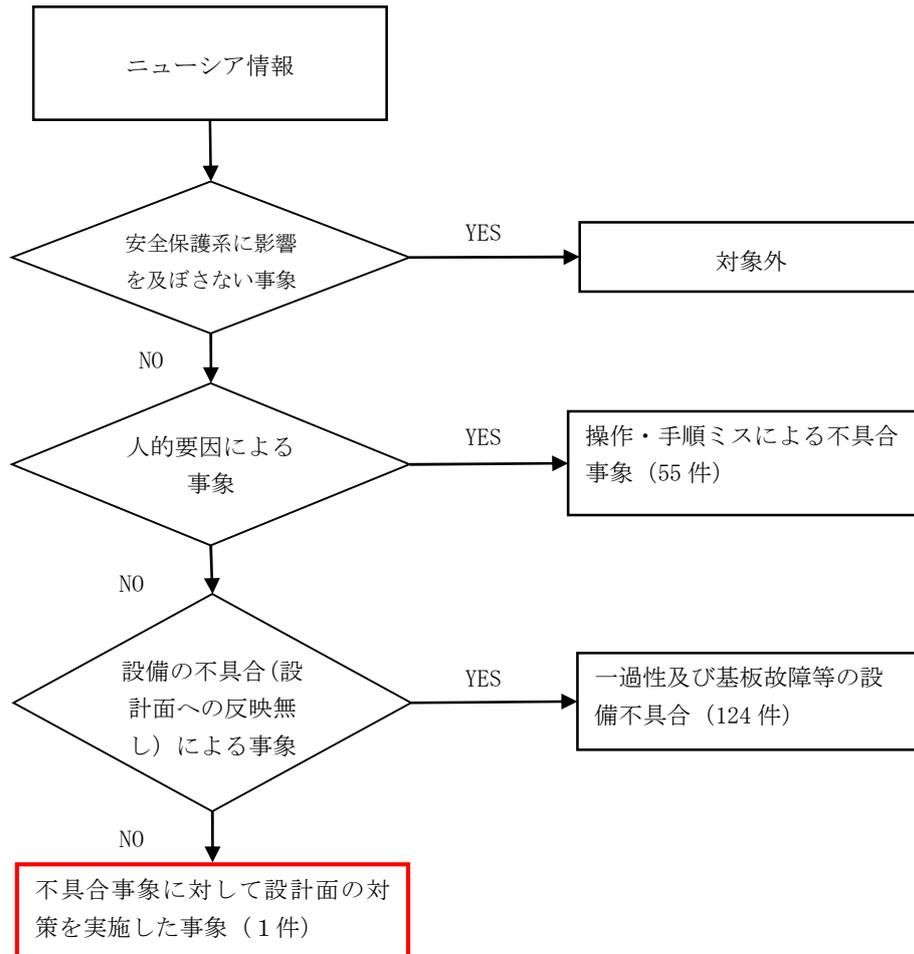 ニューシア情報
安全保護系に影響
を及ぼさない事象
YES
対象外
NO
人的要因による
事象
YES
操作・手順ミスによる不具合
事象（55 件）
NO
設備の不具合(設
計面への反映無
し）による事象
YES
一過性及び基板故障等の設
備不具合（124 件）
NO
不具合事象に対して設計面の対
策を実施した事象（１件）